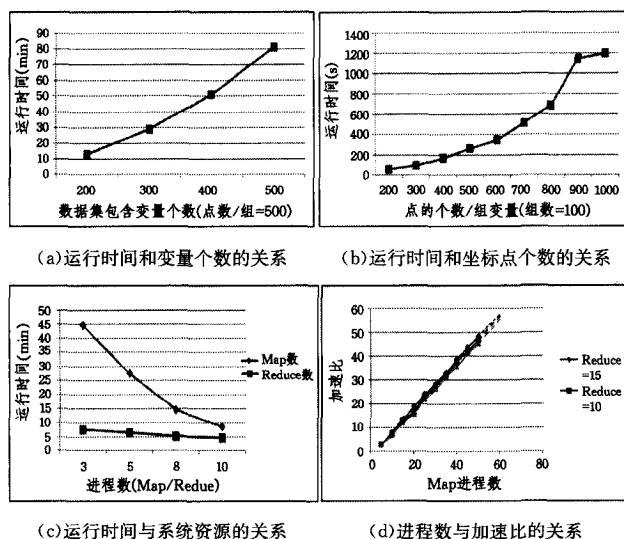 90
80
70
60
50
40
30
20
10
0
运行时间(min)
200 300 400 500
数据集包含变量个数(点数/组=500)
(a)运行时间和变量个数的关系
1400
1200
1000
800
600
400
200
0
运行时间(s)
200 300 400 500 600 700 800 900 1000
点的个数/组变量(组数=100)
(b)运行时间和坐标点个数的关系
50
45
40
35
30
25
20
15
10
5
0
运行时间(min)
3 5 8 10
进程数(Map/Redue)
Map数
Reduce数
(c)运行时间与系统资源的关系
60
50
40
30
20
10
0
加速比
0 20 40 60 80
Map进程数
Reduce
=15
Reduce
=10
(d)进程数与加速比的关系